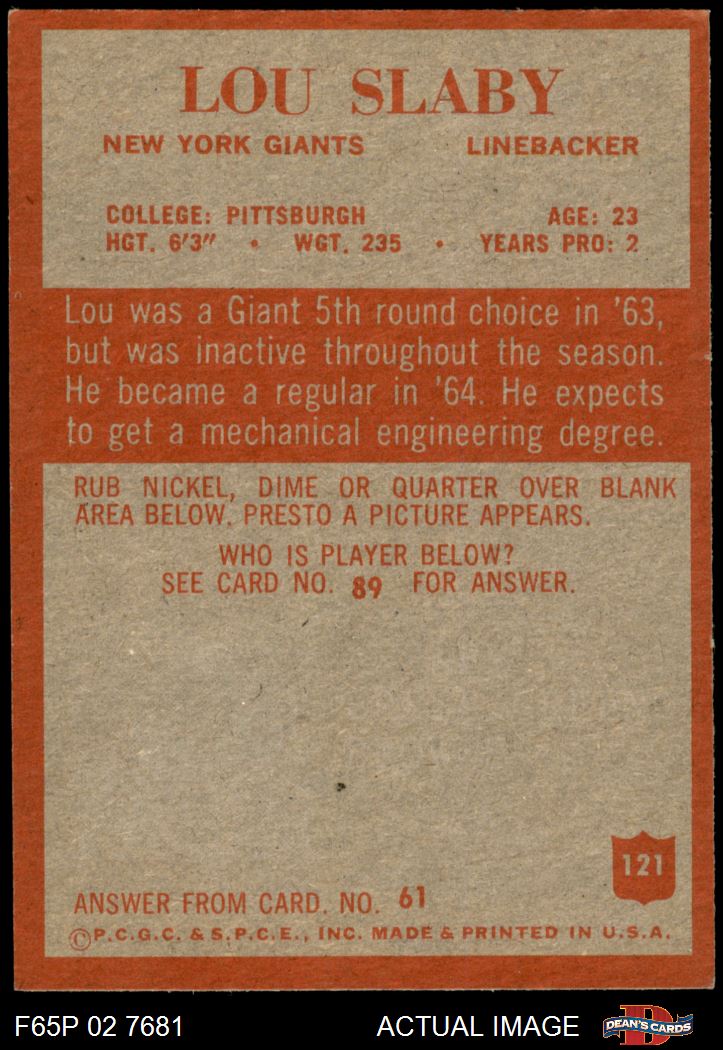 LOU SLABY
NEW YORK GIANTS LINEBACKER
COLLEGE: PITTSBURGH AGE: 23
HGT. 6'3" • WGT. 235 • YEARS PRO: 2
Lou was a Giant 5th round choice in '63,
but was inactive throughout the season.
He became a regular in '64. He expects
to get a mechanical engineering degree.
RUB NICKEL, DIME OR QUARTER OVER BLANK
AREA BELOW. PRESTO A PICTURE APPEARS.
WHO IS PLAYER BELOW?
SEE CARD NO. 89 FOR ANSWER.
121
ANSWER FROM CARD. NO. 61
©P.C.G.C. & S.P.C.E., INC. MADE & PRINTED IN U.S.A.
F65P 02 7681 ACTUAL IMAGE D DEAN'S CARDS